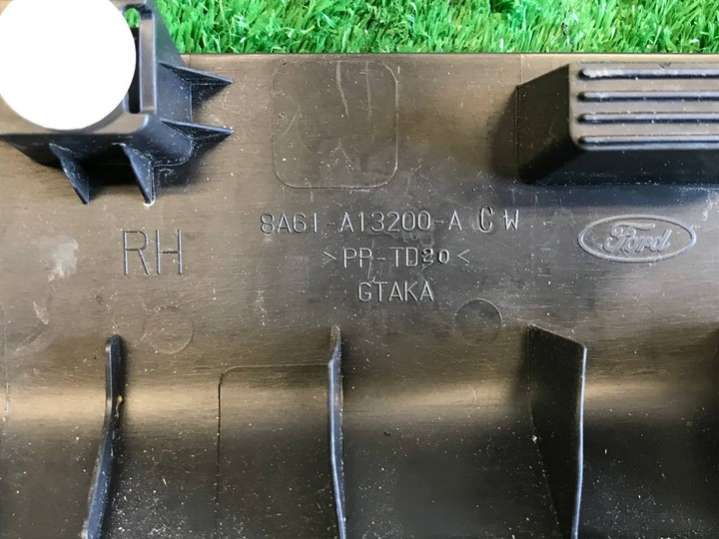 8A61-A13200-A C W
RH
Ford
>PP-TD20<
GTAKA